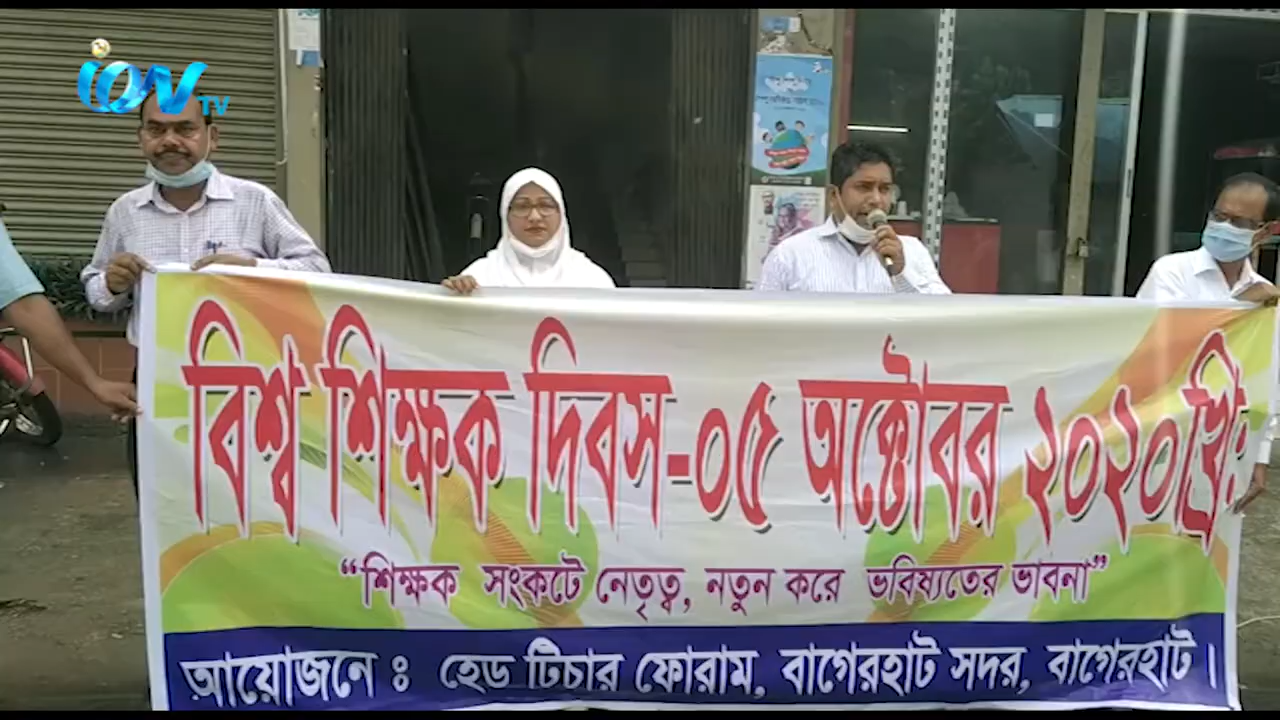 iON TV
বিশ্ব শিক্ষক দিবস-০৫ অক্টোবর ২০২০খ্রি:
“শিক্ষক সংকটে নেতৃত্ব, নতুন করে ভবিষ্যতের ভাবনা”
আয়োজনে ঃ হেড টিচার ফোরাম, বাগেরহাট সদর, বাগেরহাট।